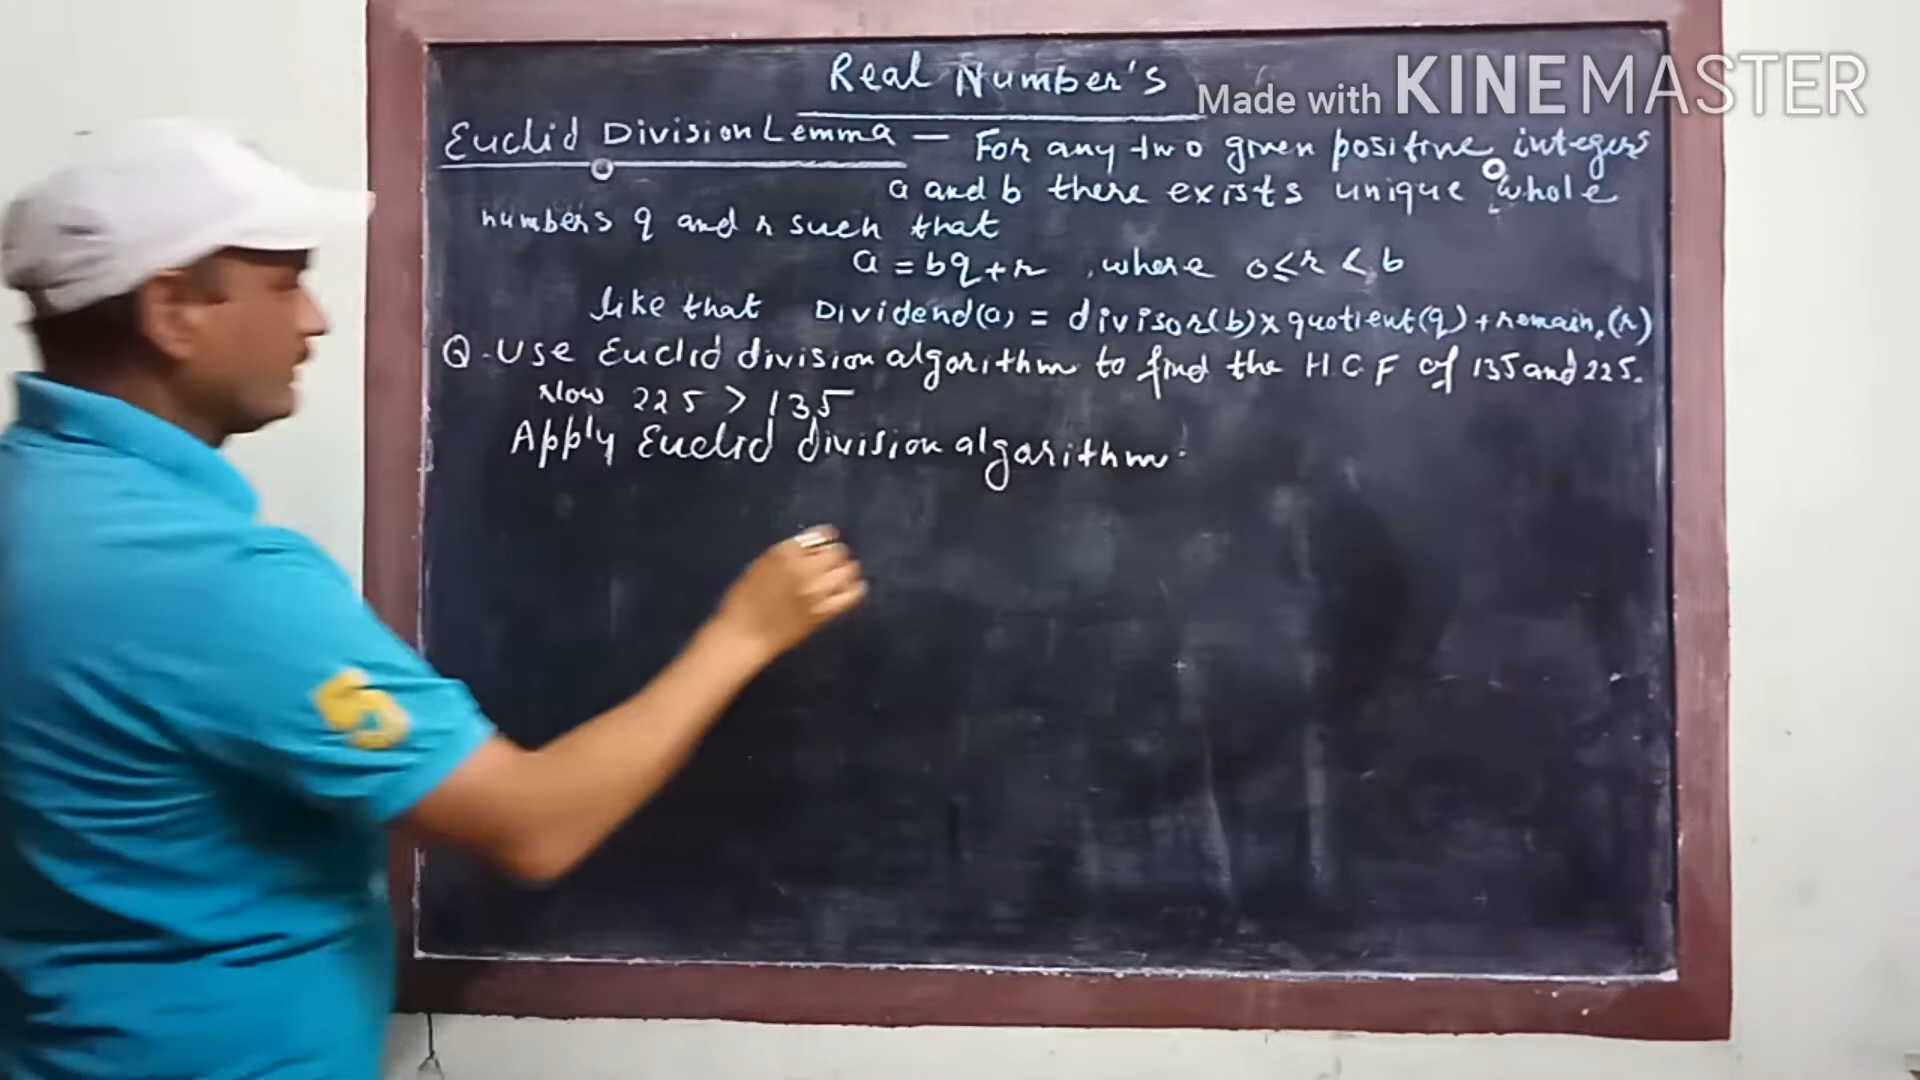 Real Number's
Made with KINEMASTER
Euclid Division Lemma — For any two given positive integers
a and b there exists unique whole
numbers q and r such that
a = bq + r , where 0 ≤ r < b
like that Dividend(a) = divisor(b) x quotient(q) + remain.(r)
Q. Use Euclid division algorithm to find the H.C.F of 135 and 225.
Now 225 > 135
Apply Euclid division algarithm.
5